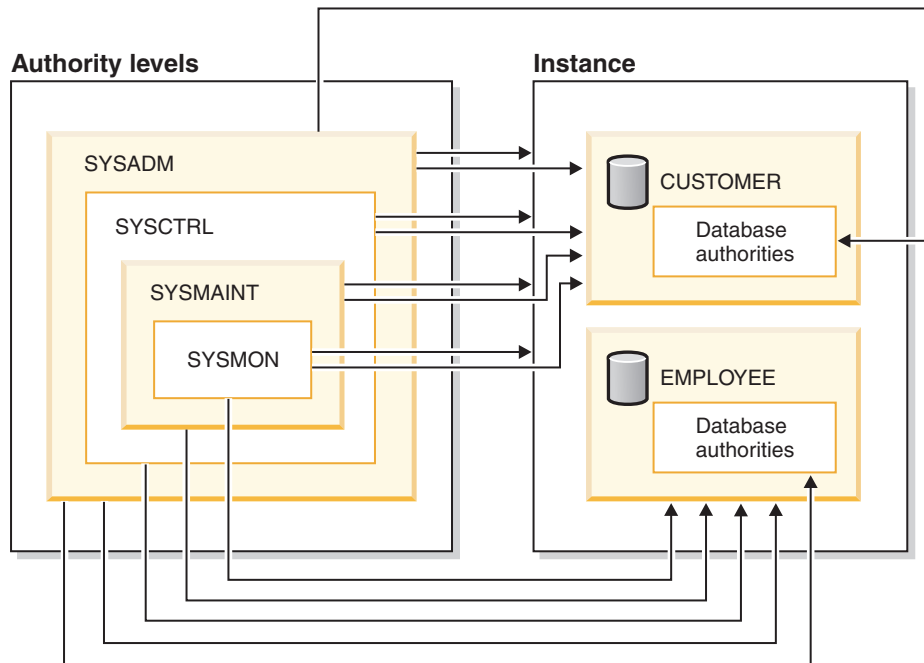 Authority levels
SYSADM
SYSCTRL
SYSMAINT
SYSMON
Instance
CUSTOMER
Database
authorities
EMPLOYEE
Database
authorities